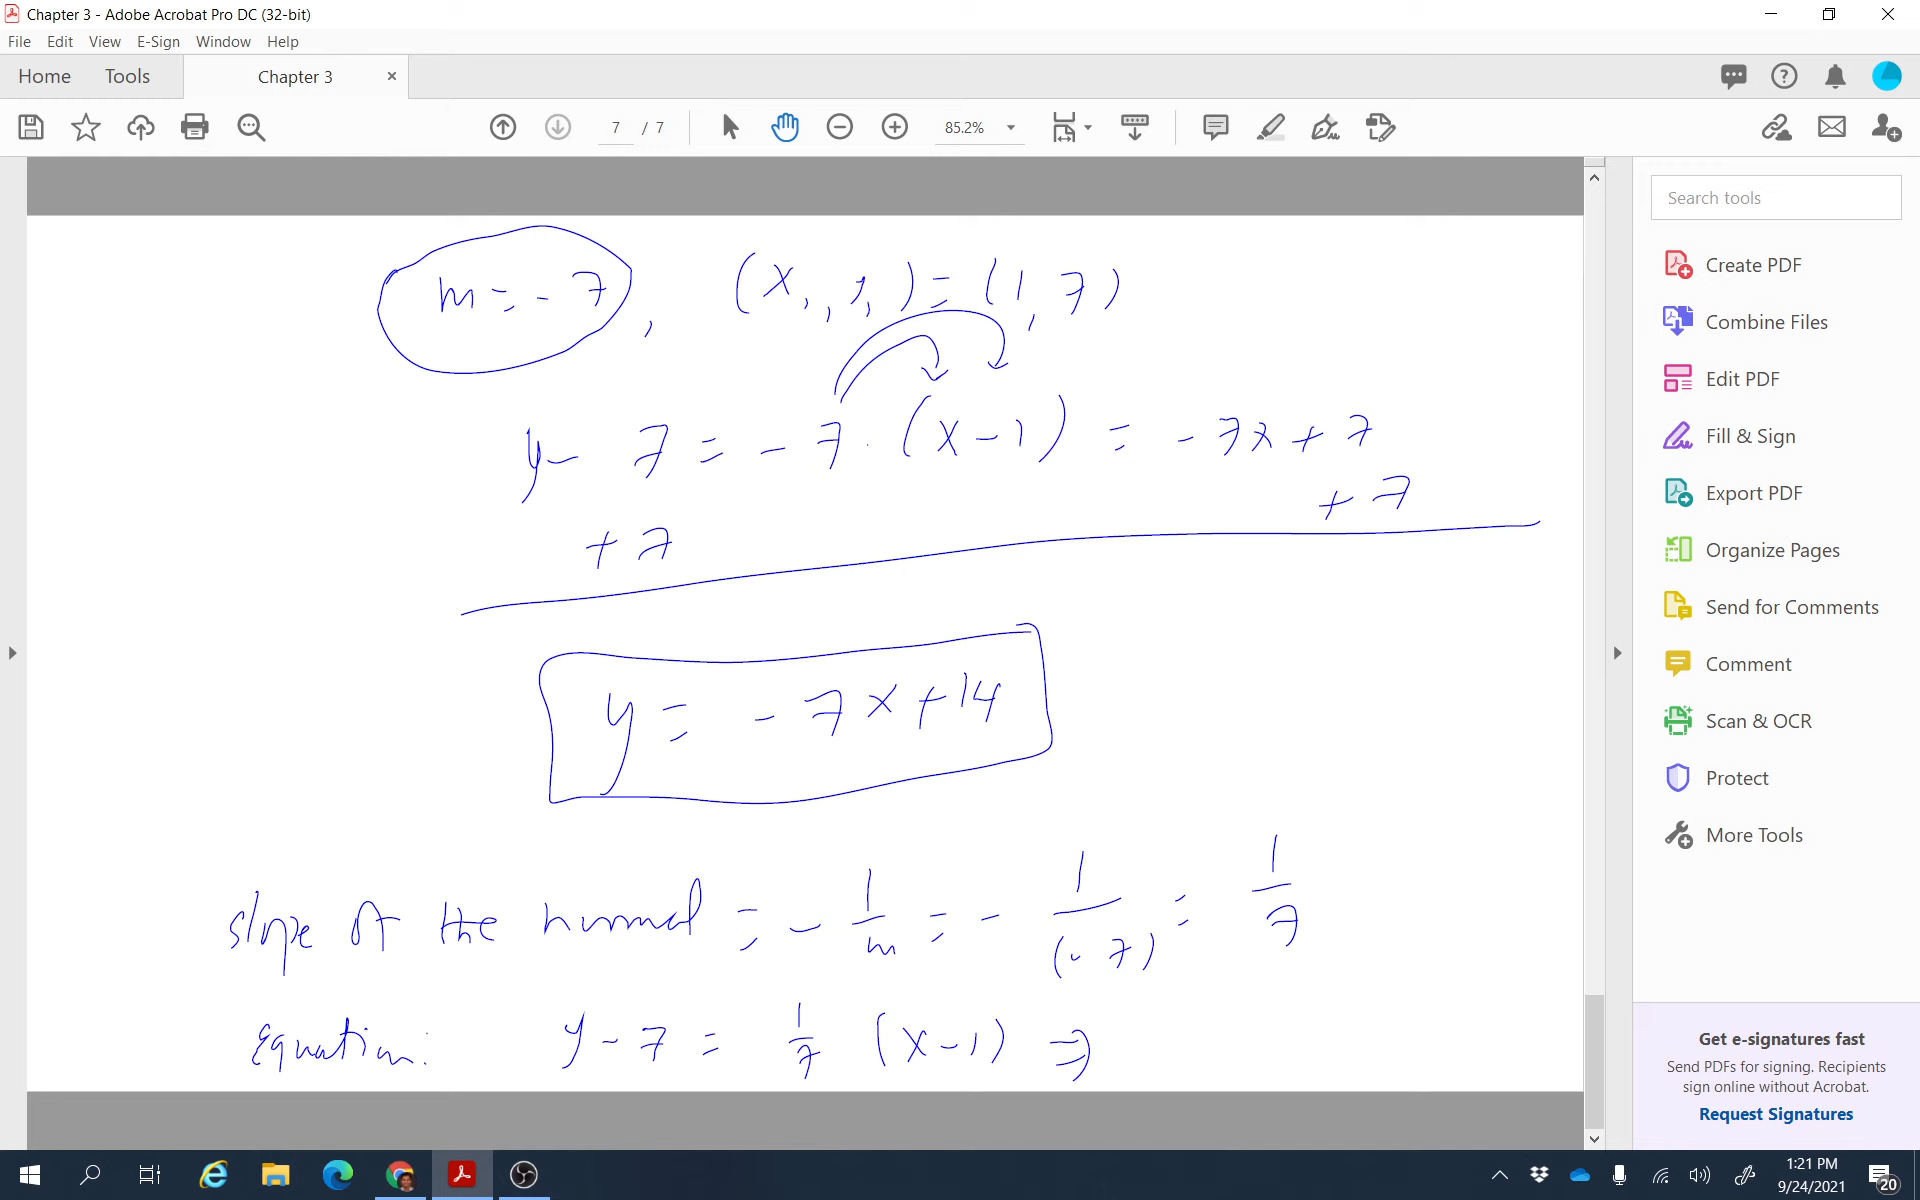 Chapter 3 - Adobe Acrobat Pro DC (32-bit)
File Edit View E-Sign Window Help
Home Tools Chapter 3 ×
7 / 7 85.2%
Search tools
Create PDF
Combine Files
Edit PDF
Fill & Sign
Export PDF
Organize Pages
Send for Comments
Comment
Scan & OCR
Protect
More Tools
Get e-signatures fast
Send PDFs for signing. Recipients
sign online without Acrobat.
Request Signatures
m = - 7 , (x₁, y₁) = (1, 7)
y - 7 = - 7 · (x - 1) = - 7x + 7
+ 7 + 7
y = - 7x + 14
slope of the normal = - 1/m = - 1/(-7) = 1/7
Equation: y - 7 = 1/7 (x - 1) ⇒
1:21 PM
9/24/2021
20